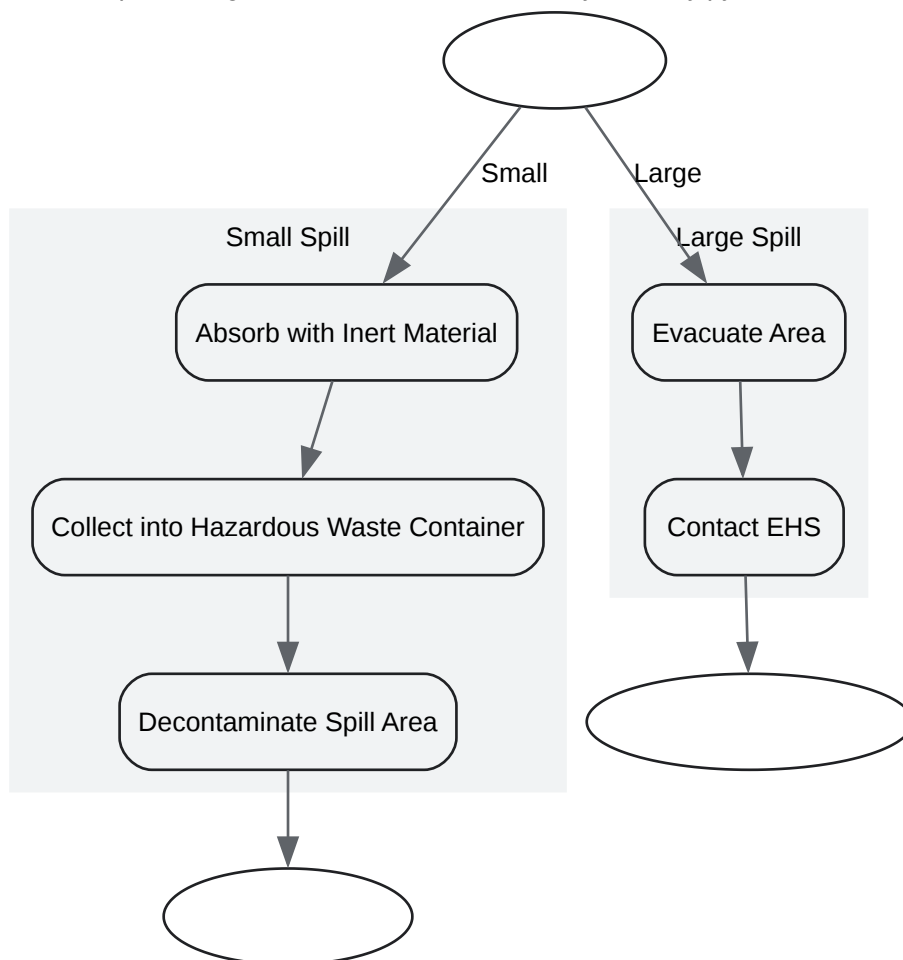 Small
Large
Small Spill
Large Spill
Absorb with Inert Material
Evacuate Area
Collect into Hazardous Waste Container
Contact EHS
Decontaminate Spill Area